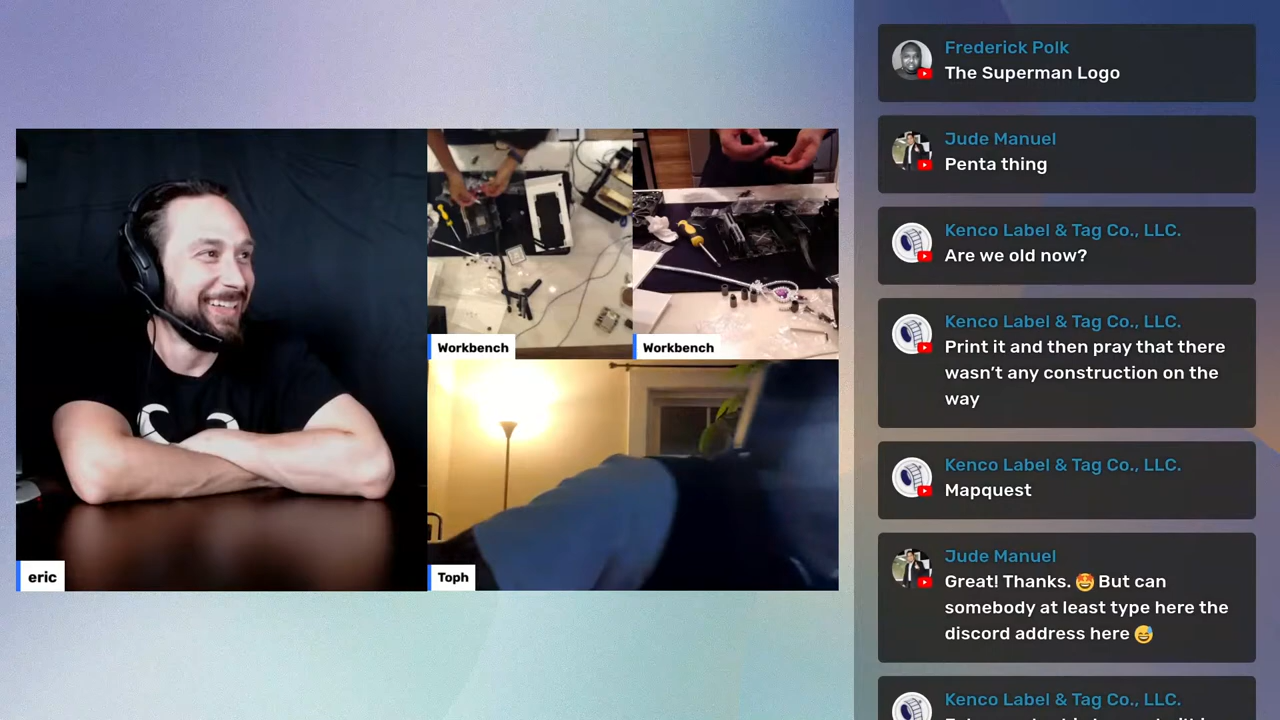 Frederick Polk
The Superman Logo
Jude Manuel
Penta thing
Kenco Label & Tag Co., LLC.
Are we old now?
Kenco Label & Tag Co., LLC.
Print it and then pray that there
wasn't any construction on the
way
Kenco Label & Tag Co., LLC.
Mapquest
Jude Manuel
Great! Thanks. 🤩 But can
somebody at least type here the
discord address here 😅
Kenco Label & Tag Co., LLC.
Workbench
Workbench
eric
Toph